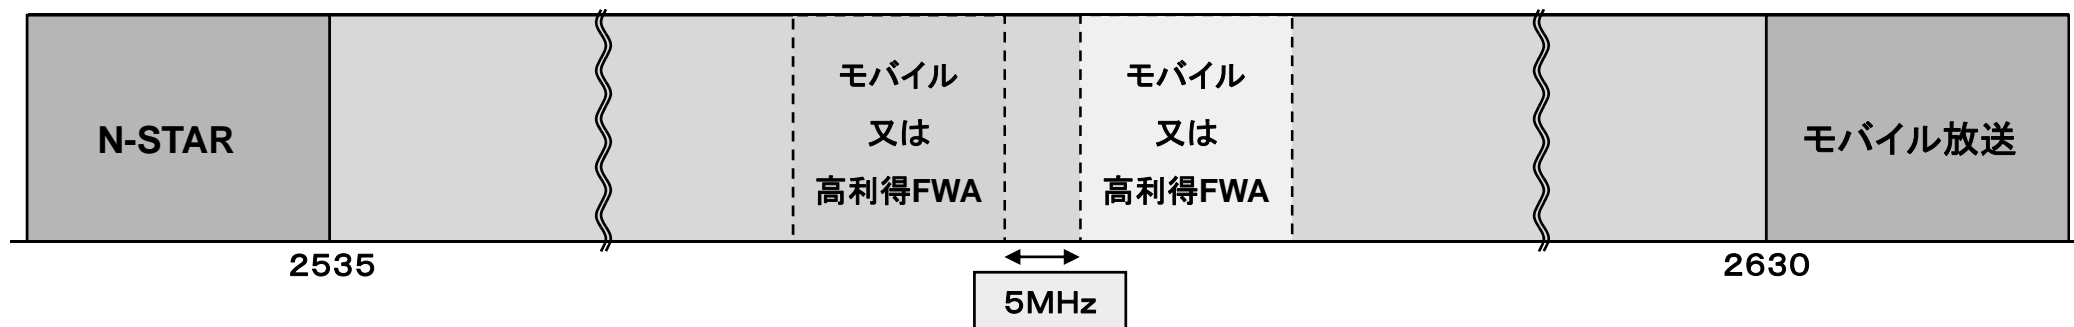 N-STAR
モバイル
又は
高利得FWA
モバイル
又は
高利得FWA
モバイル放送
２５３５
２６３０
５MHz